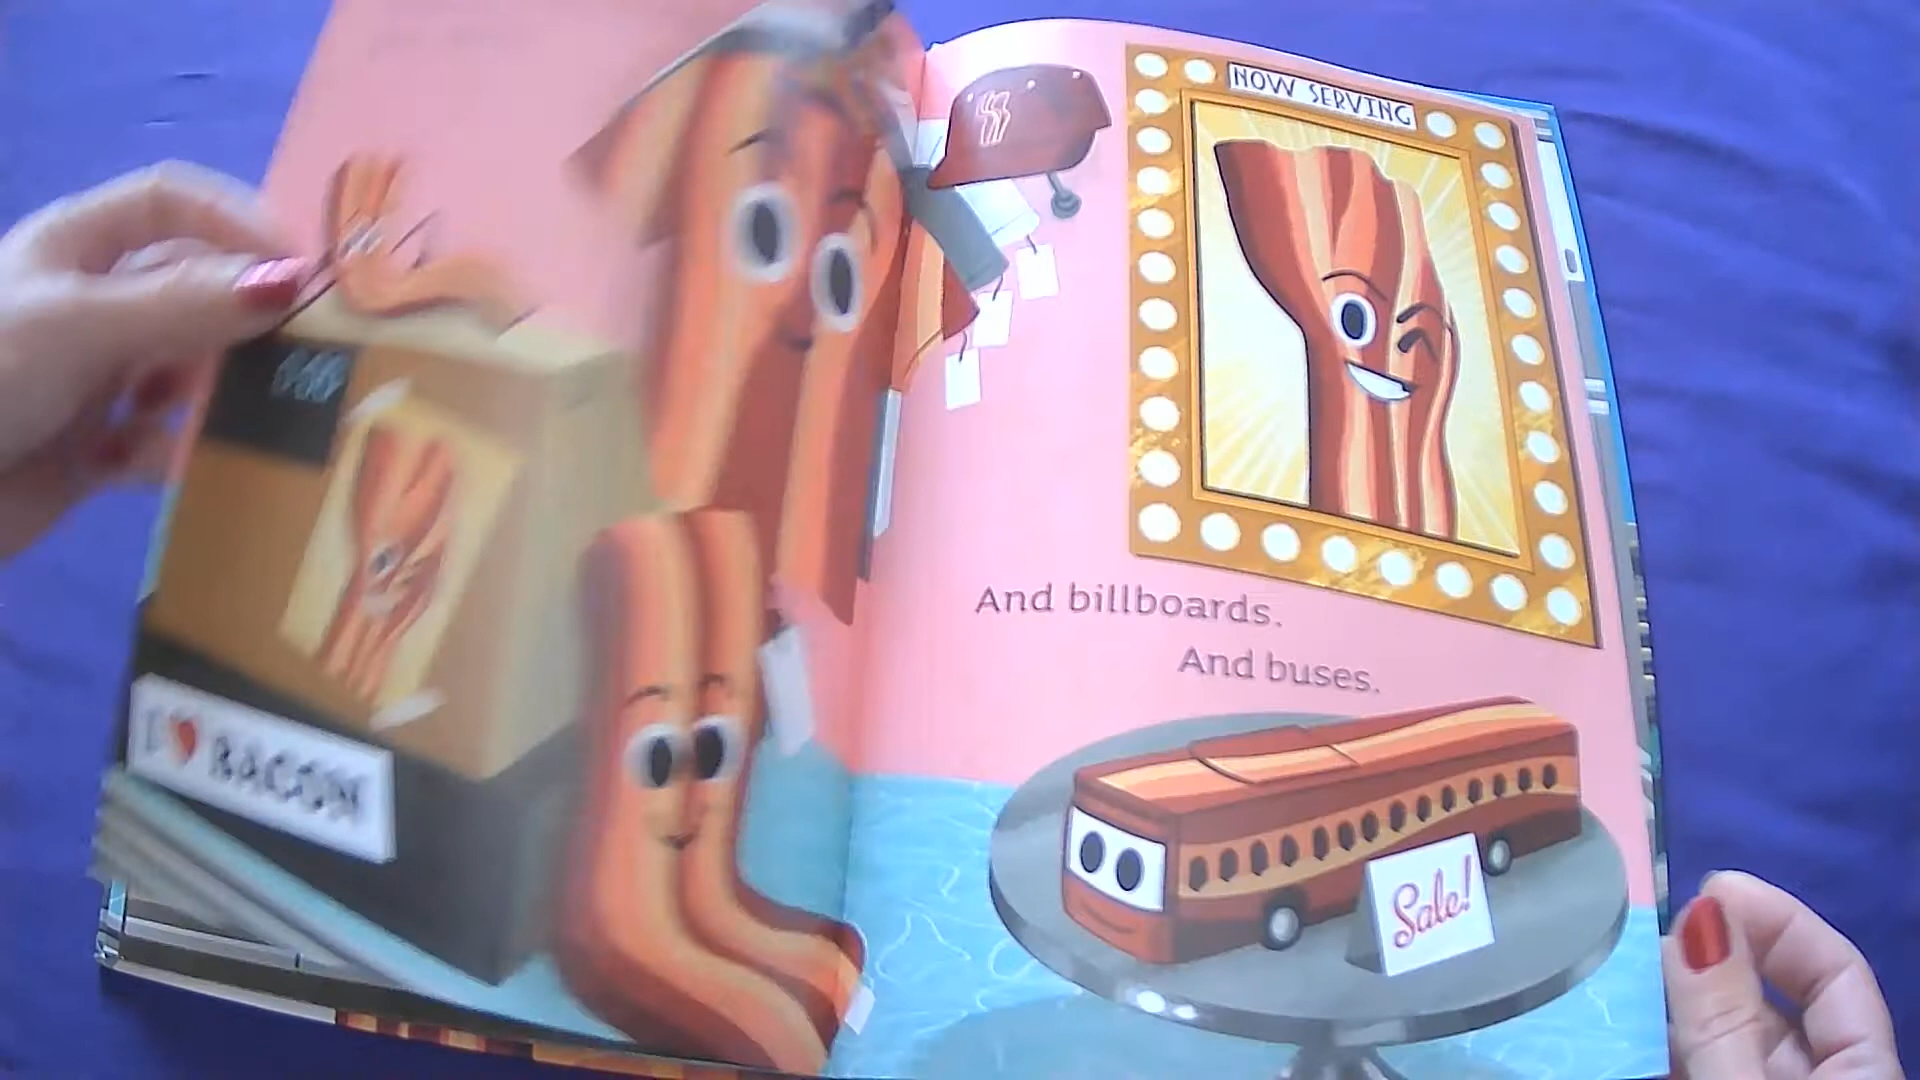 I ❤ BACON
NOW SERVING
And billboards.
And buses.
Sale!